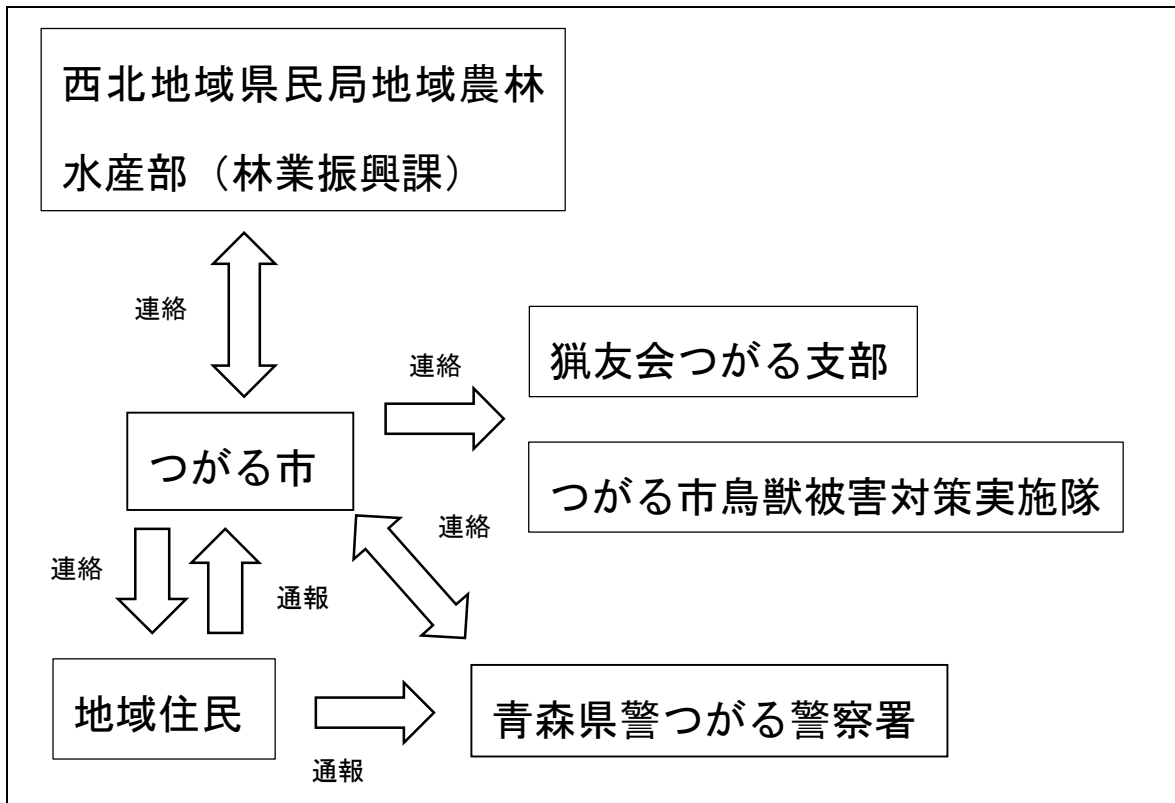 西北地域県民局地域農林
水産部（林業振興課）
連絡
連絡
猟友会つがる支部
つがる市
つがる市鳥獣被害対策実施隊
連絡
連絡
通報
地域住民
青森県警つがる警察署
通報